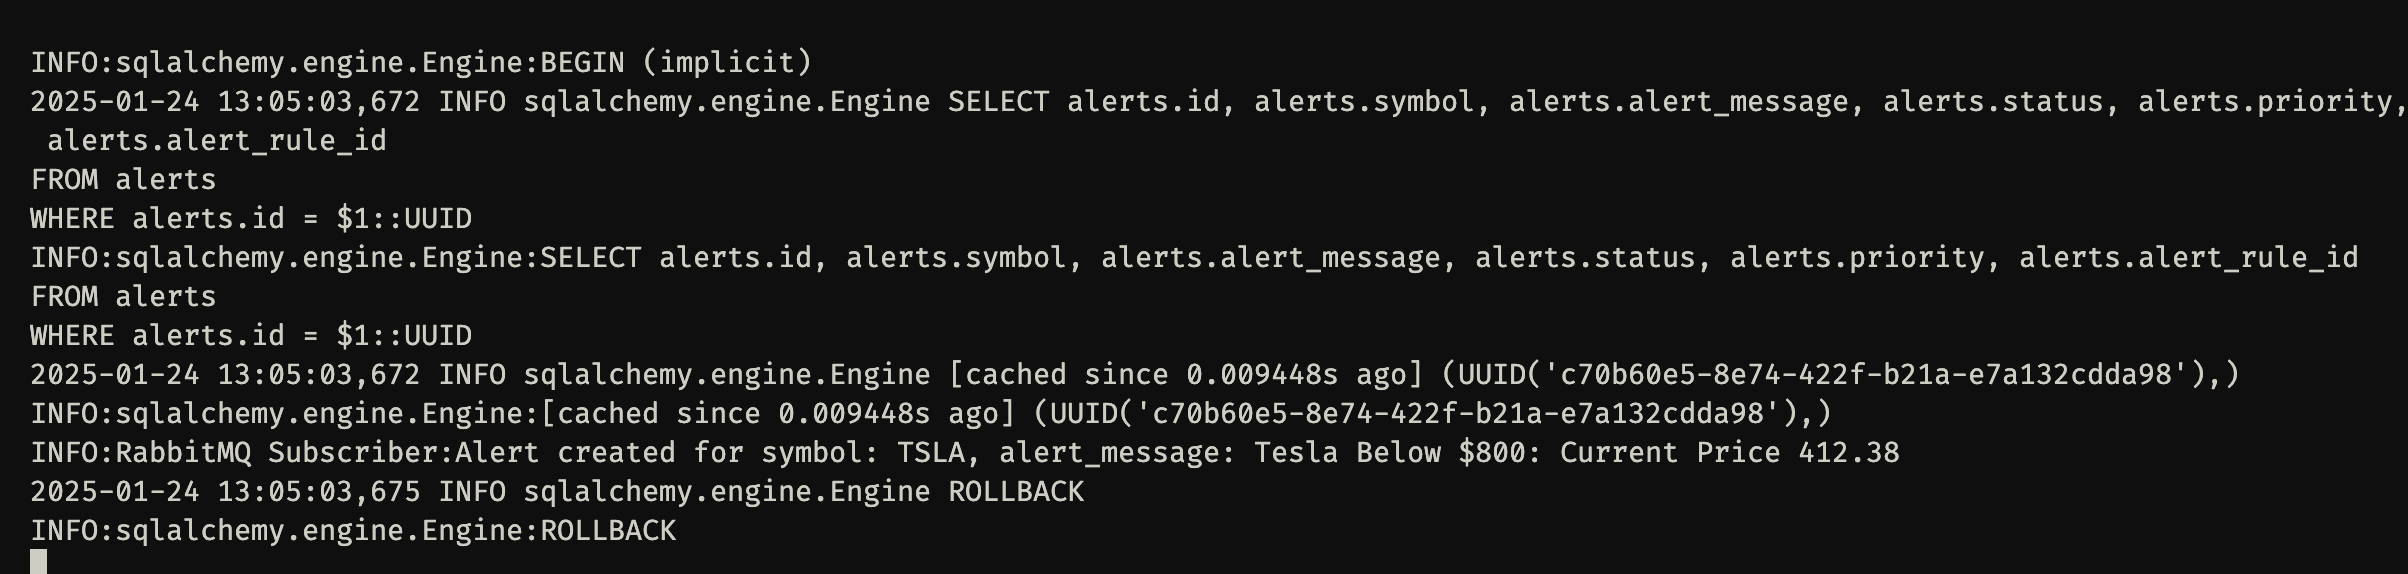 INFO:sqlalchemy.engine.Engine:BEGIN (implicit)
2025-01-24 13:05:03,672 INFO sqlalchemy.engine.Engine SELECT alerts.id, alerts.symbol, alerts.alert_message, alerts.status, alerts.priority,
 alerts.alert_rule_id
FROM alerts
WHERE alerts.id = $1::UUID
INFO:sqlalchemy.engine.Engine:SELECT alerts.id, alerts.symbol, alerts.alert_message, alerts.status, alerts.priority, alerts.alert_rule_id
FROM alerts
WHERE alerts.id = $1::UUID
2025-01-24 13:05:03,672 INFO sqlalchemy.engine.Engine [cached since 0.009448s ago] (UUID('c70b60e5-8e74-422f-b21a-e7a132cdda98'),)
INFO:sqlalchemy.engine.Engine:[cached since 0.009448s ago] (UUID('c70b60e5-8e74-422f-b21a-e7a132cdda98'),)
INFO:RabbitMQ Subscriber:Alert created for symbol: TSLA, alert_message: Tesla Below $800: Current Price 412.38
2025-01-24 13:05:03,675 INFO sqlalchemy.engine.Engine ROLLBACK
INFO:sqlalchemy.engine.Engine:ROLLBACK